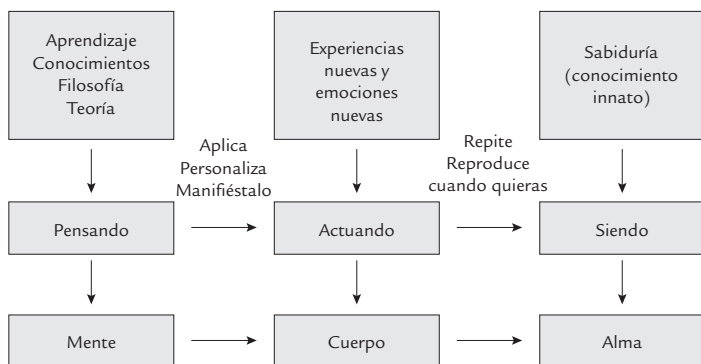 Aprendizaje
Conocimientos
Filosofía
Teoría
Experiencias
nuevas y
emociones
nuevas
Sabiduría
(conocimiento
innato)
Aplica
Personaliza
Manifiéstalo
Repite
Reproduce
cuando quieras
Pensando
Actuando
Siendo
Mente
Cuerpo
Alma